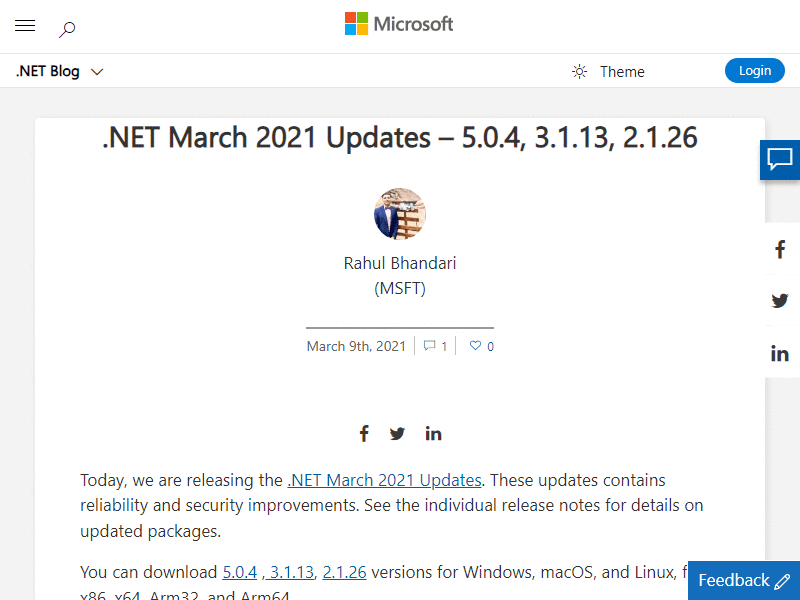 Microsoft
.NET Blog
Theme
Login
.NET March 2021 Updates – 5.0.4, 3.1.13, 2.1.26
Rahul Bhandari
(MSFT)
March 9th, 2021
1
0
Today, we are releasing the .NET March 2021 Updates. These updates contains
reliability and security improvements. See the individual release notes for details on
updated packages.
You can download 5.0.4 , 3.1.13, 2.1.26 versions for Windows, macOS, and Linux,
x86, x64, Arm32, and Arm64.
Feedback